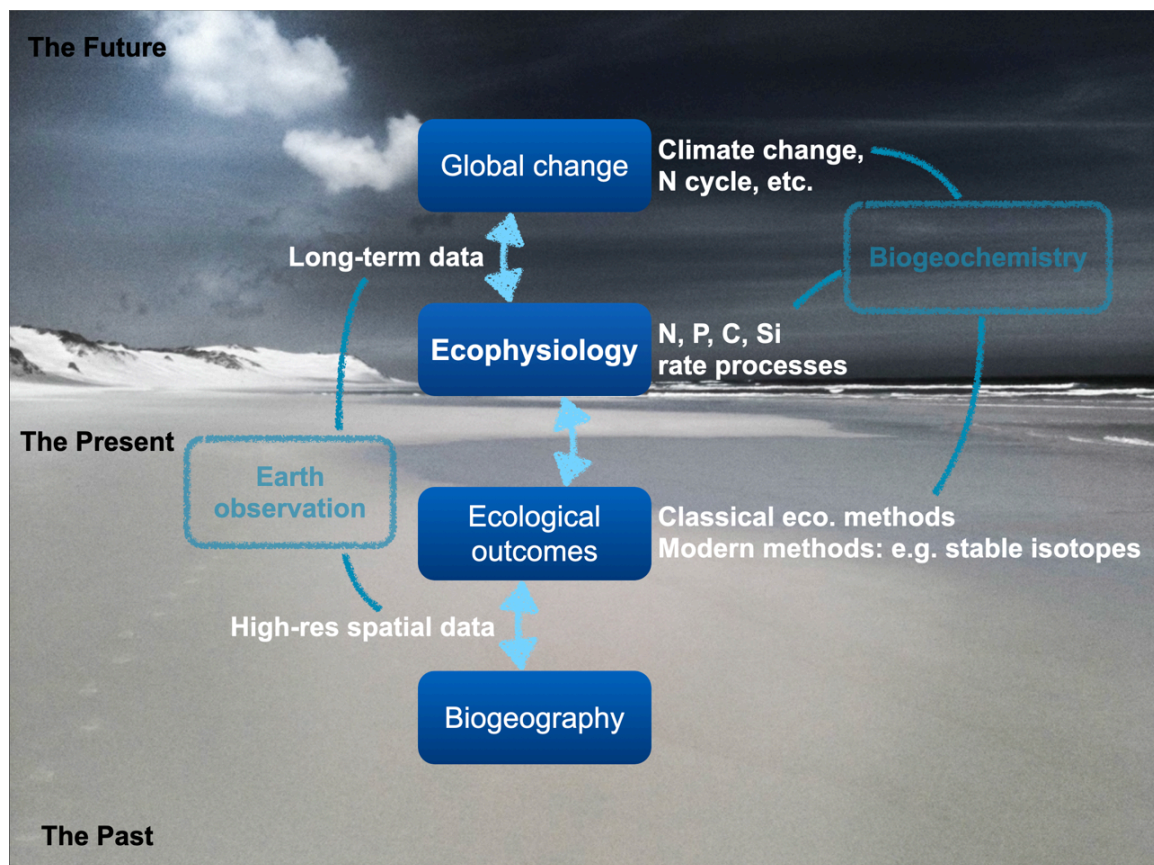 The Future
Global change
Climate change,
N cycle, etc.
Long-term data
Biogeochemistry
Ecophysiology
N, P, C, Si
rate processes
The Present
Earth
observation
Ecological
outcomes
Classical eco. methods
Modern methods: e.g. stable isotopes
High-res spatial data
Biogeography
The Past